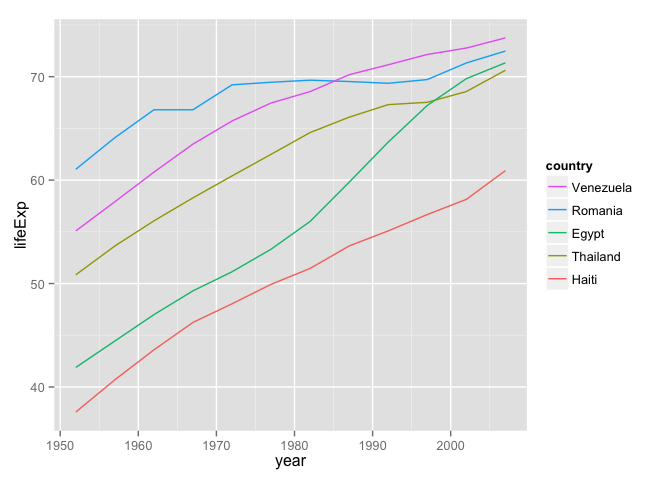 70
60
50
40
lifeExp
1950 1960 1970 1980 1990 2000
year
country
Venezuela
Romania
Egypt
Thailand
Haiti